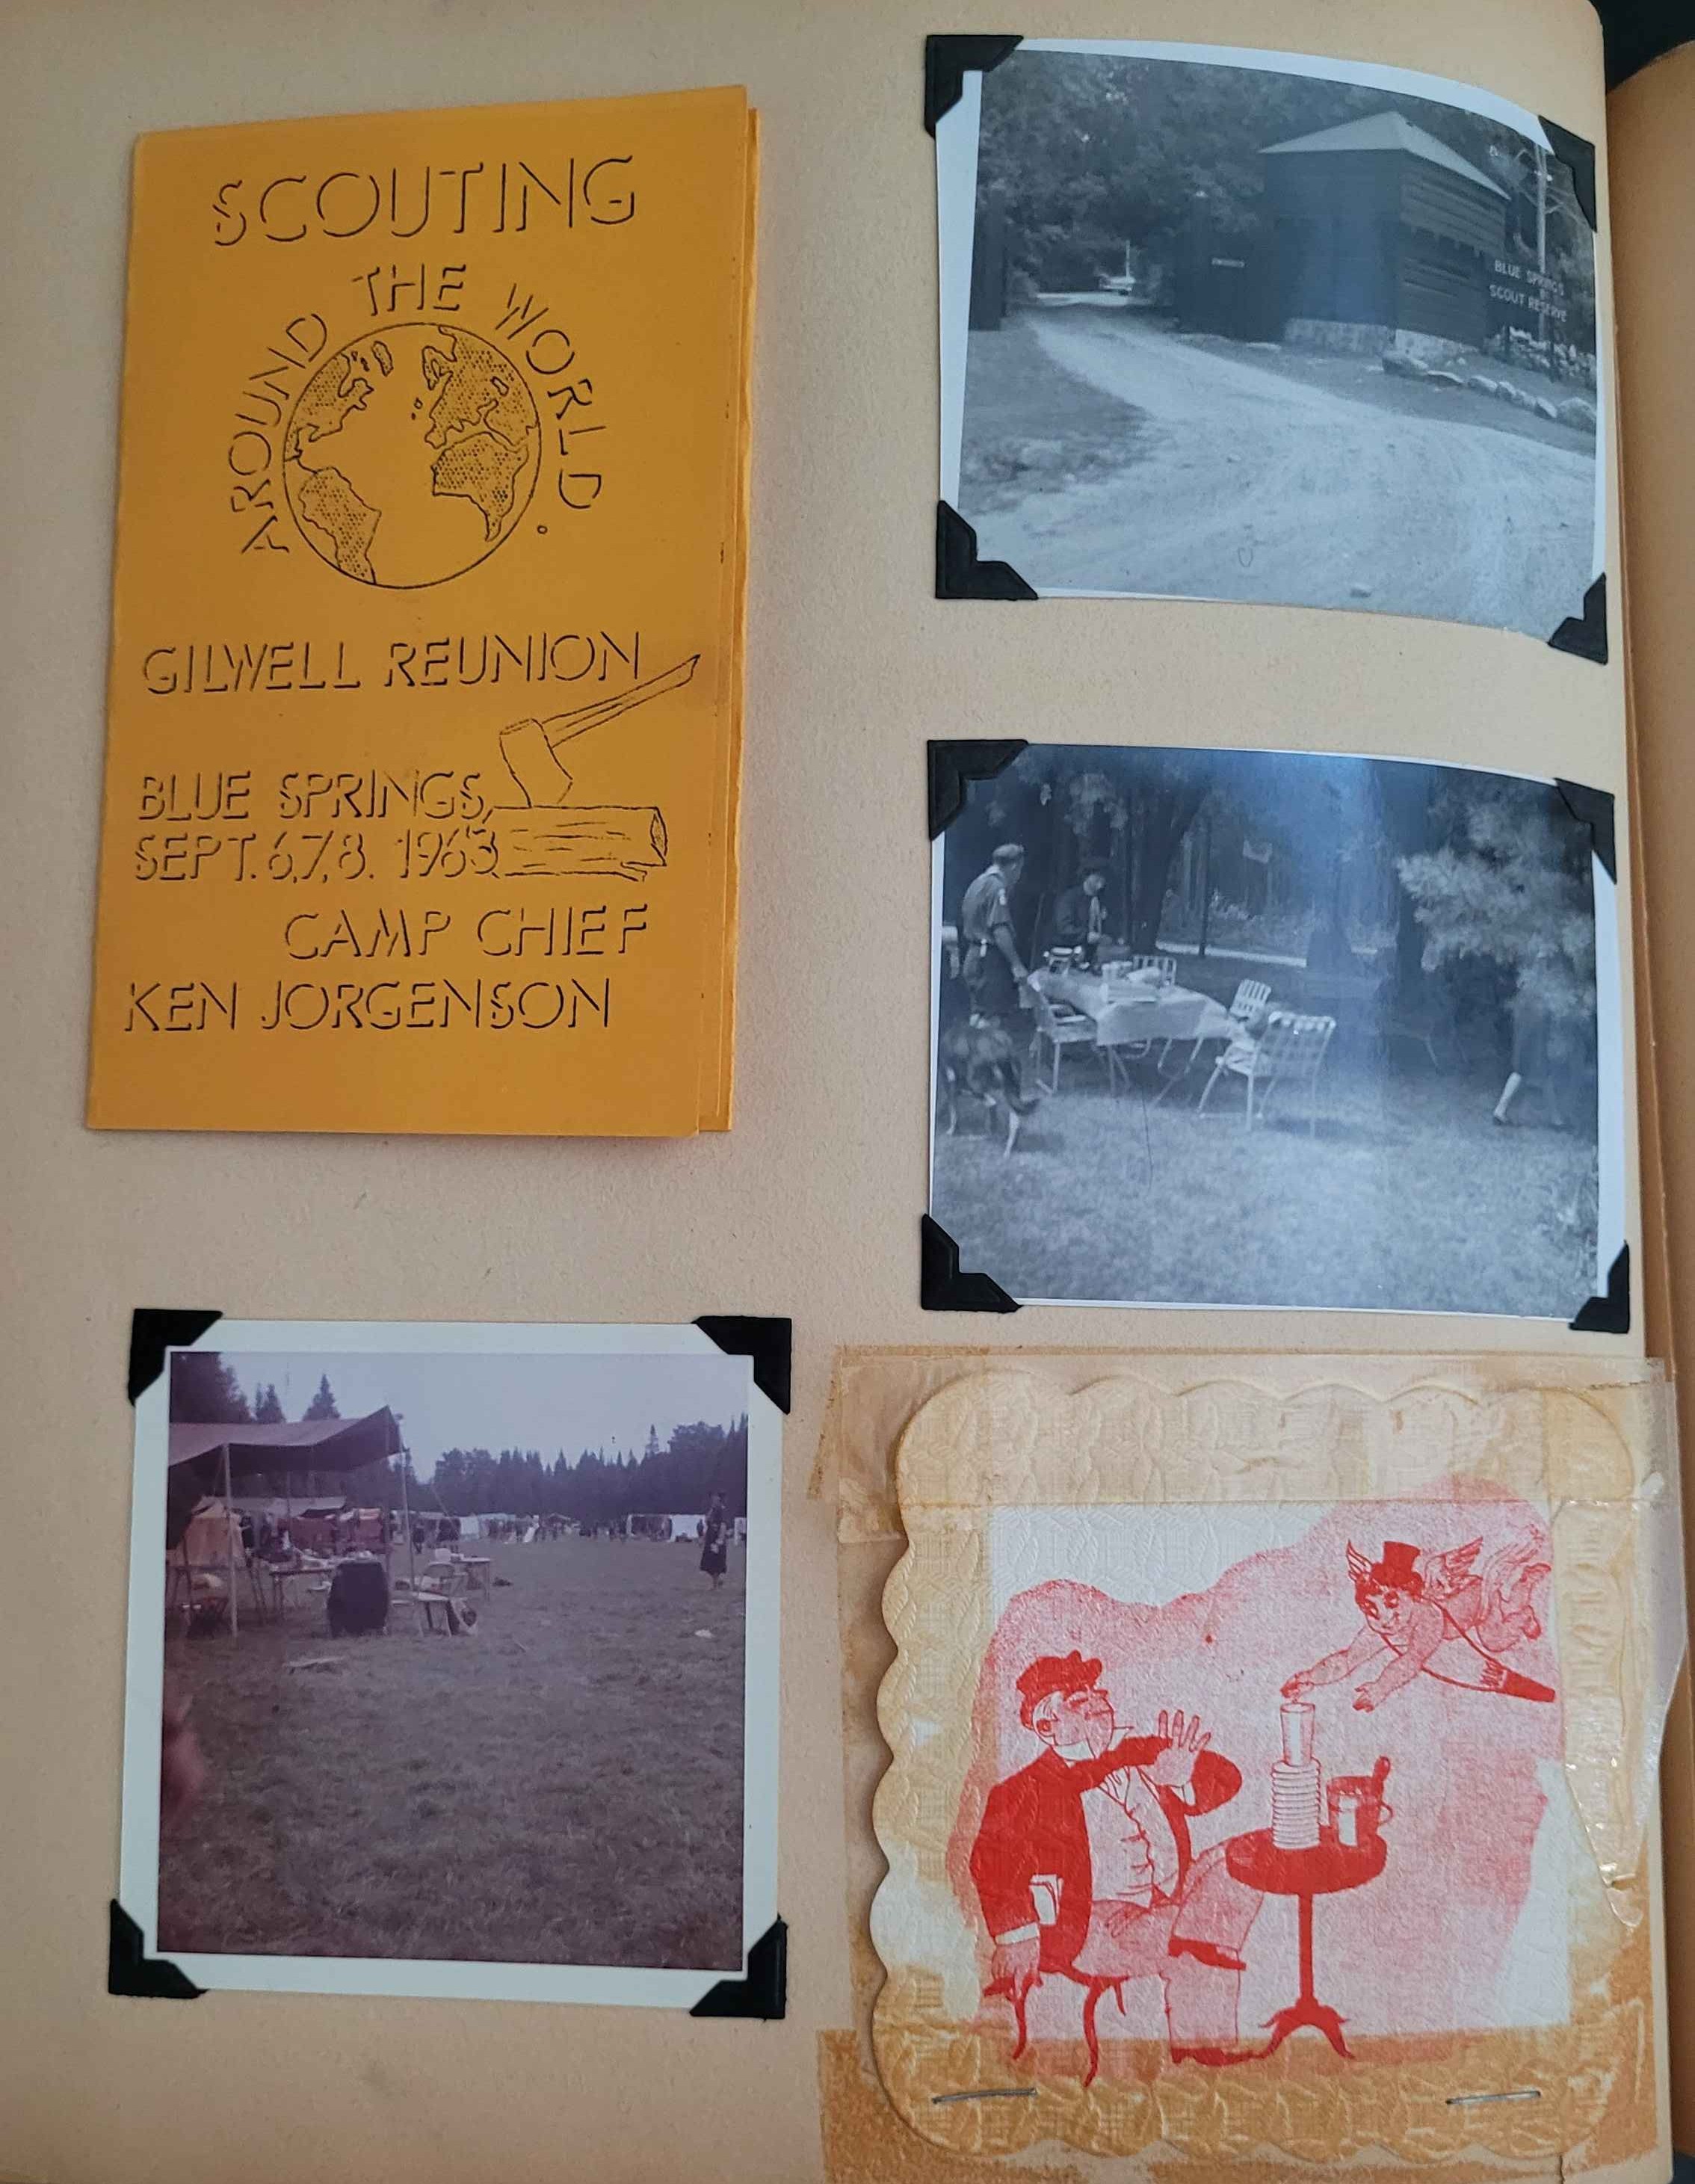 SCOUTING
AROUND THE WORLD.
GILWELL REUNION
BLUE SPRINGS,
SEPT. 6,7,8. 1963
CAMP CHIEF
KEN JORGENSON
BLUE SPRINGS
SCOUT RESERVE